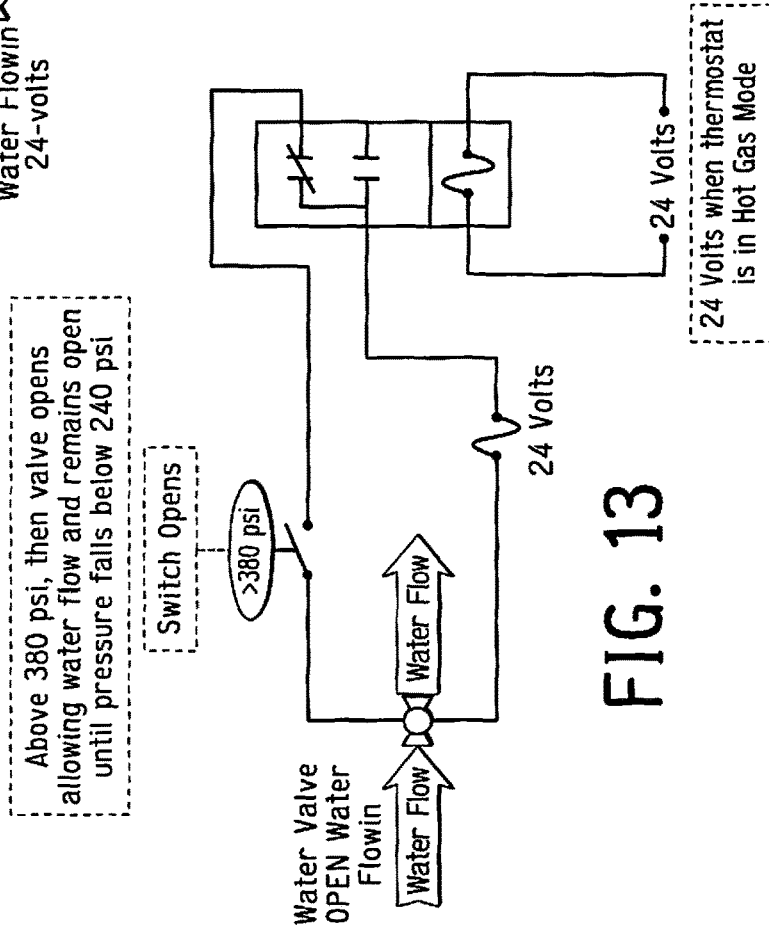 Water Flowin
24-volts
Above 380 psi, then valve opens
allowing water flow and remains open
until pressure falls below 240 psi
Switch Opens
>380 psi
Water Valve
OPEN Water
Flowin
Water Flow
Water Flow
24 Volts
24 Volts
24 Volts when thermostat
is in Hot Gas Mode
FIG. 13